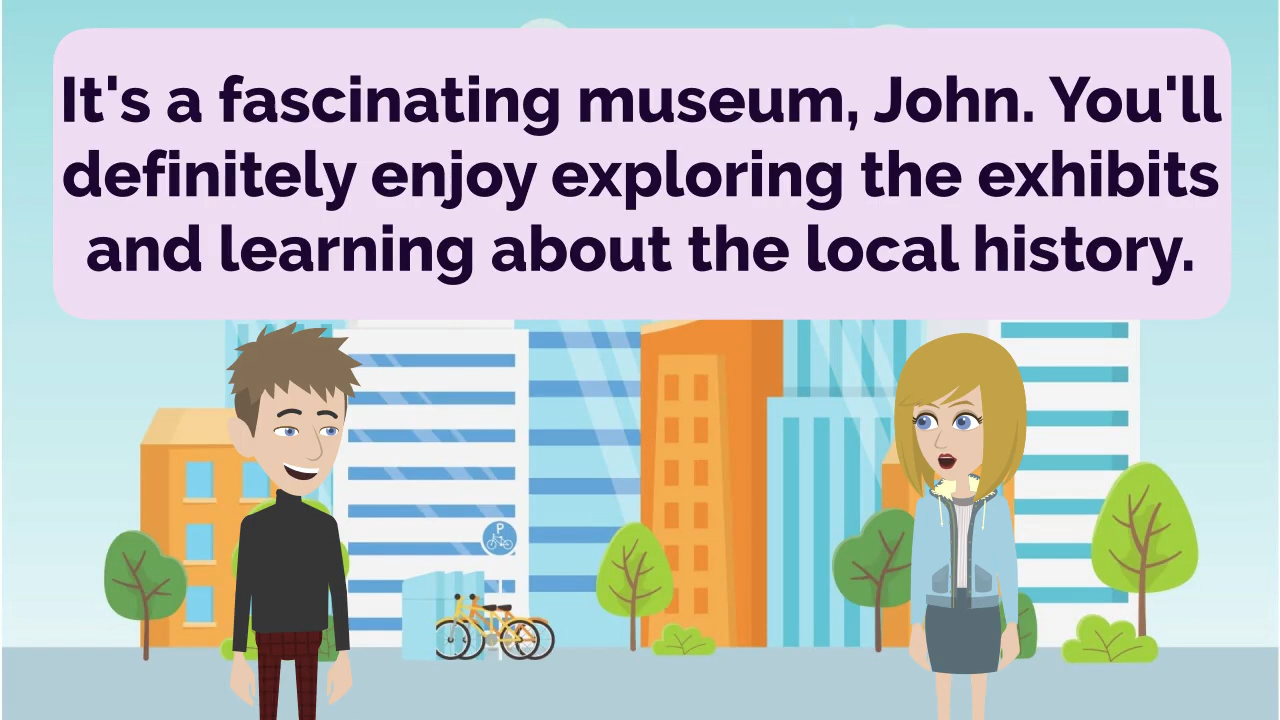 It's a fascinating museum, John. You'll
definitely enjoy exploring the exhibits
and learning about the local history.
P